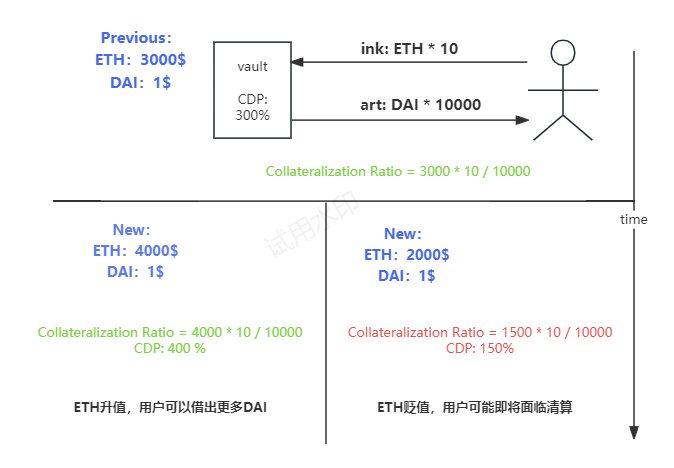 Previous:
ETH：3000$
DAI：1$
vault
CDP:
300%
ink: ETH * 10
art: DAI * 10000
Collateralization Ratio = 3000 * 10 / 10000
time
试用水印
New:
ETH：4000$
DAI：1$
Collateralization Ratio = 4000 * 10 / 10000
CDP: 400 %
ETH升值，用户可以借出更多DAI
New:
ETH：2000$
DAI：1$
Collateralization Ratio = 1500 * 10 / 10000
CDP: 150%
ETH贬值，用户可能即将面临清算